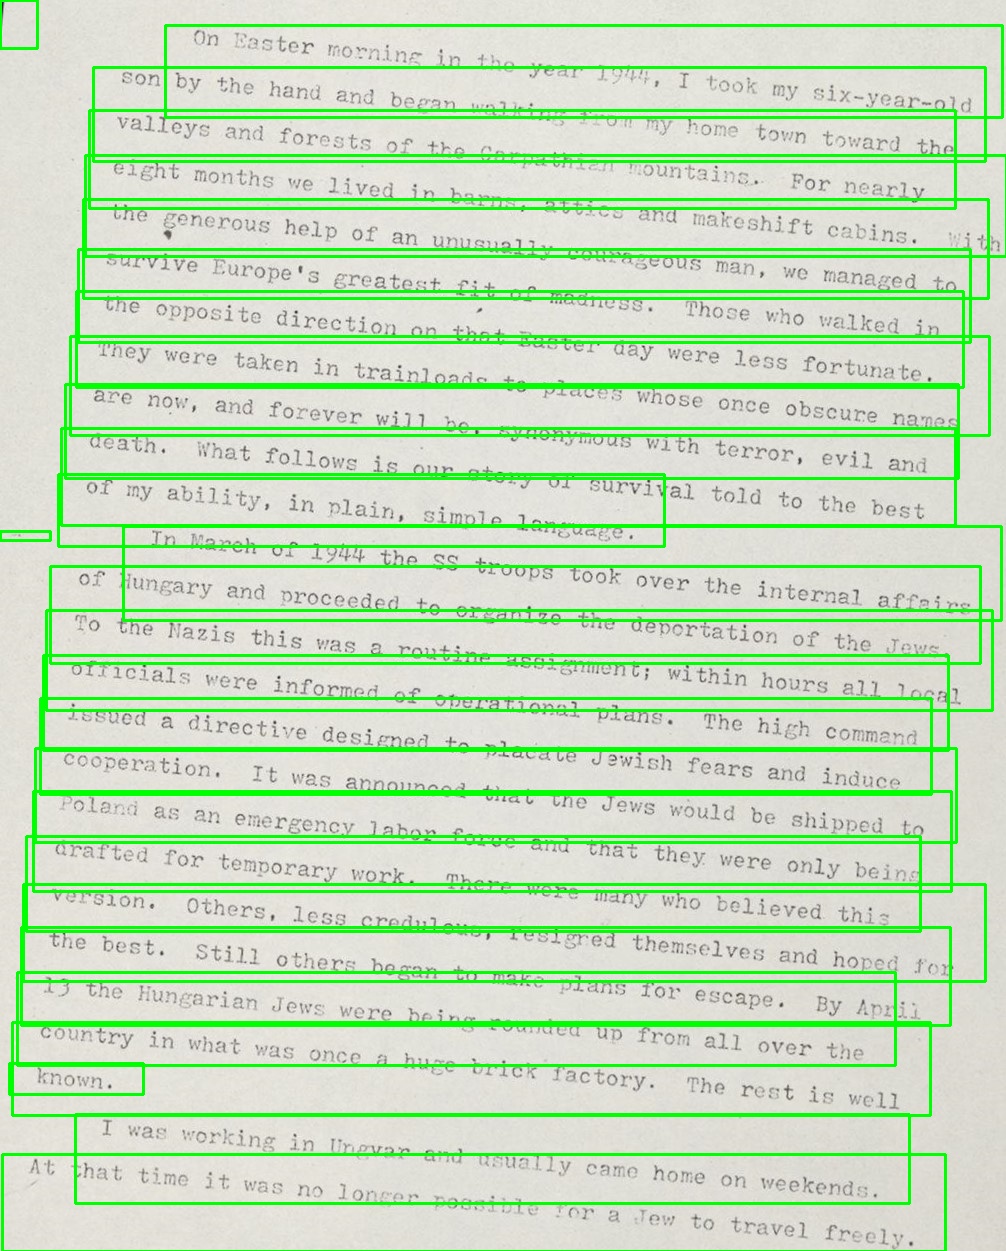 On Easter morning in the year 1944, I took my six-year-old
son by the hand and began walking from my home town toward the
valleys and forests of the Carpathian mountains.  For nearly
eight months we lived in barns, attics and makeshift cabins.  With
the generous help of an unusually courageous man, we managed to
survive Europe's greatest fit of madness.  Those who walked in
the opposite direction on that Easter day were less fortunate.
They were taken in trainloads to places whose once obscure names
are now, and forever will be, synonymous with terror, evil and
death.  What follows is our story of survival told to the best
of my ability, in plain, simple language.
In March of 1944 the SS troops took over the internal affairs
of Hungary and proceeded to organize the deportation of the Jews.
To the Nazis this was a routine assignment; within hours all local
officials were informed of operational plans.  The high command
issued a directive designed to placate Jewish fears and induce
cooperation.  It was announced that the Jews would be shipped to
Poland as an emergency labor force and that they were only being
drafted for temporary work.  There were many who believed this
version.  Others, less credulous, resigned themselves and hoped for
the best.  Still others began to make plans for escape.  By April
13 the Hungarian Jews were being rounded up from all over the
country in what was once a huge brick factory.  The rest is well
known.
I was working in Ungvar and usually came home on weekends.
At that time it was no longer possible for a Jew to travel freely.